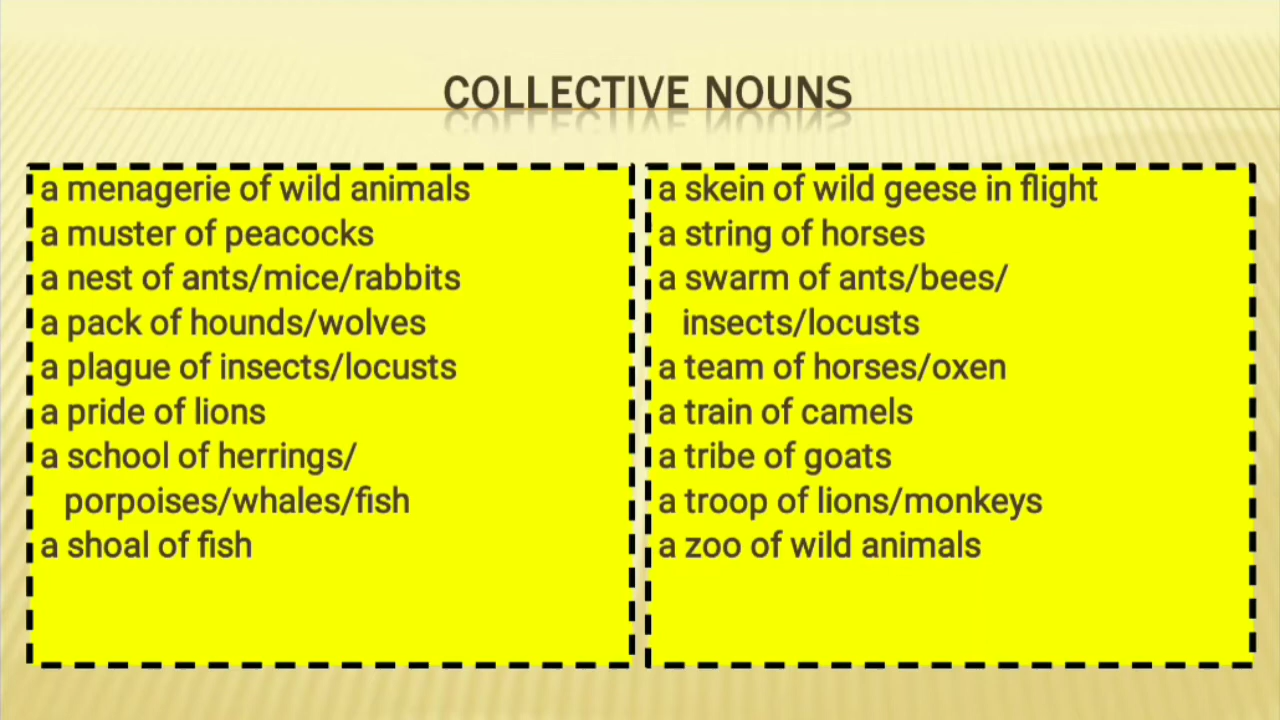 COLLECTIVE NOUNS
a menagerie of wild animals
a muster of peacocks
a nest of ants/mice/rabbits
a pack of hounds/wolves
a plague of insects/locusts
a pride of lions
a school of herrings/
porpoises/whales/fish
a shoal of fish
a skein of wild geese in flight
a string of horses
a swarm of ants/bees/
insects/locusts
a team of horses/oxen
a train of camels
a tribe of goats
a troop of lions/monkeys
a zoo of wild animals